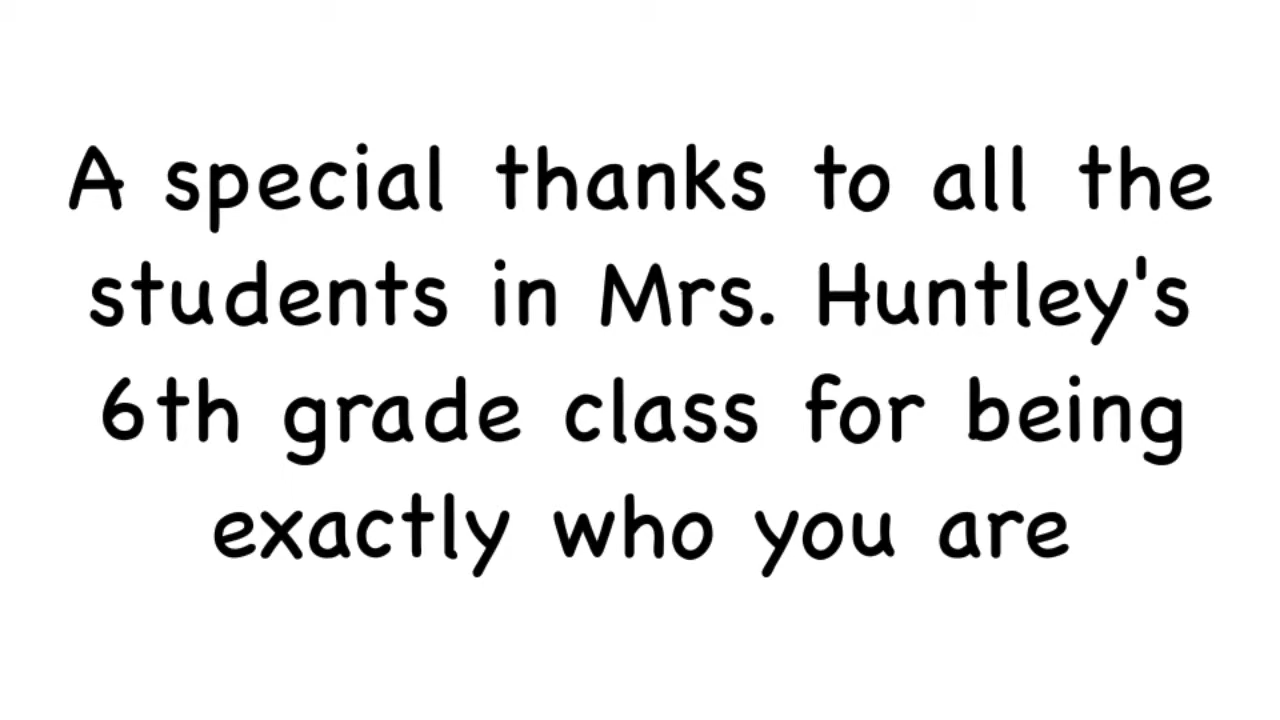 A special thanks to all the
students in Mrs. Huntley's
6th grade class for being
exactly who you are